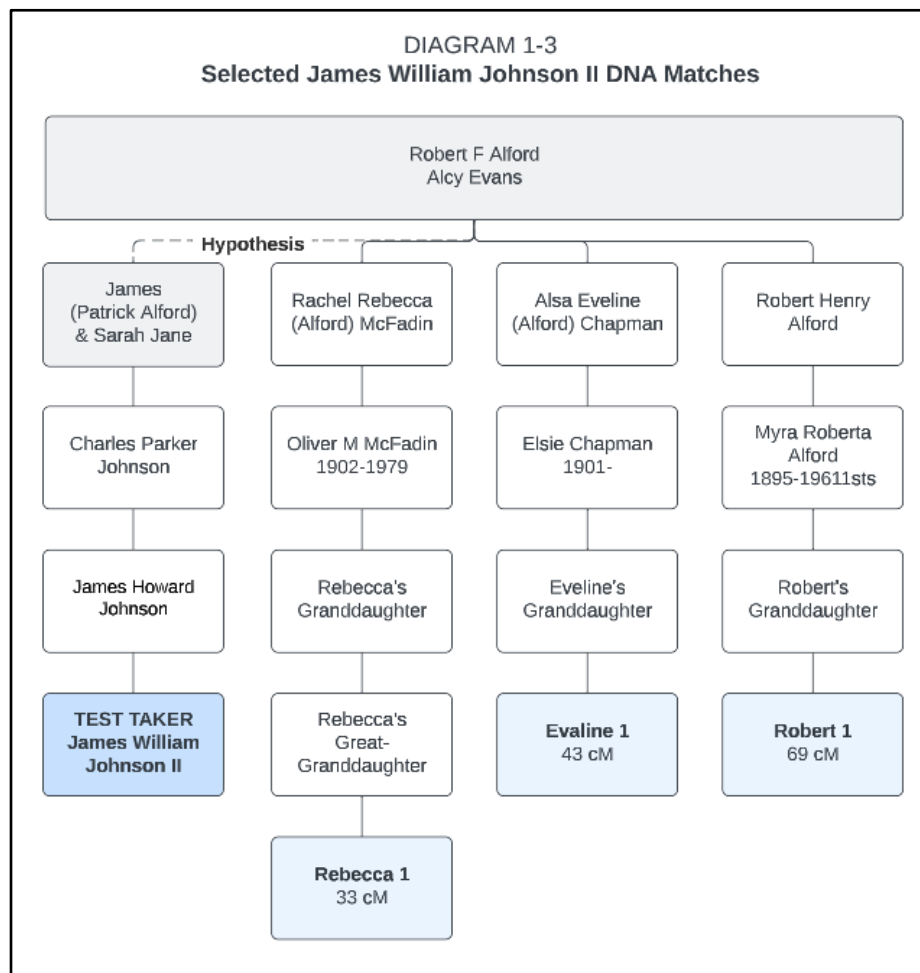 DIAGRAM 1-3
Selected James William Johnson II DNA Matches
Robert F Alford
Alcy Evans
Hypothesis
James
(Patrick Alford)
& Sarah Jane
Rachel Rebecca
(Alford) McFadin
Alsa Eveline
(Alford) Chapman
Robert Henry
Alford
Charles Parker
Johnson
Oliver M McFadin
1902-1979
Elsie Chapman
1901-
Myra Roberta
Alford
1895-19611sts
James Howard
Johnson
Rebecca's
Granddaughter
Eveline's
Granddaughter
Robert's
Granddaughter
TEST TAKER
James William
Johnson II
Rebecca's
Great-
Granddaughter
Evaline 1
43 cM
Robert 1
69 cM
Rebecca 1
33 cM